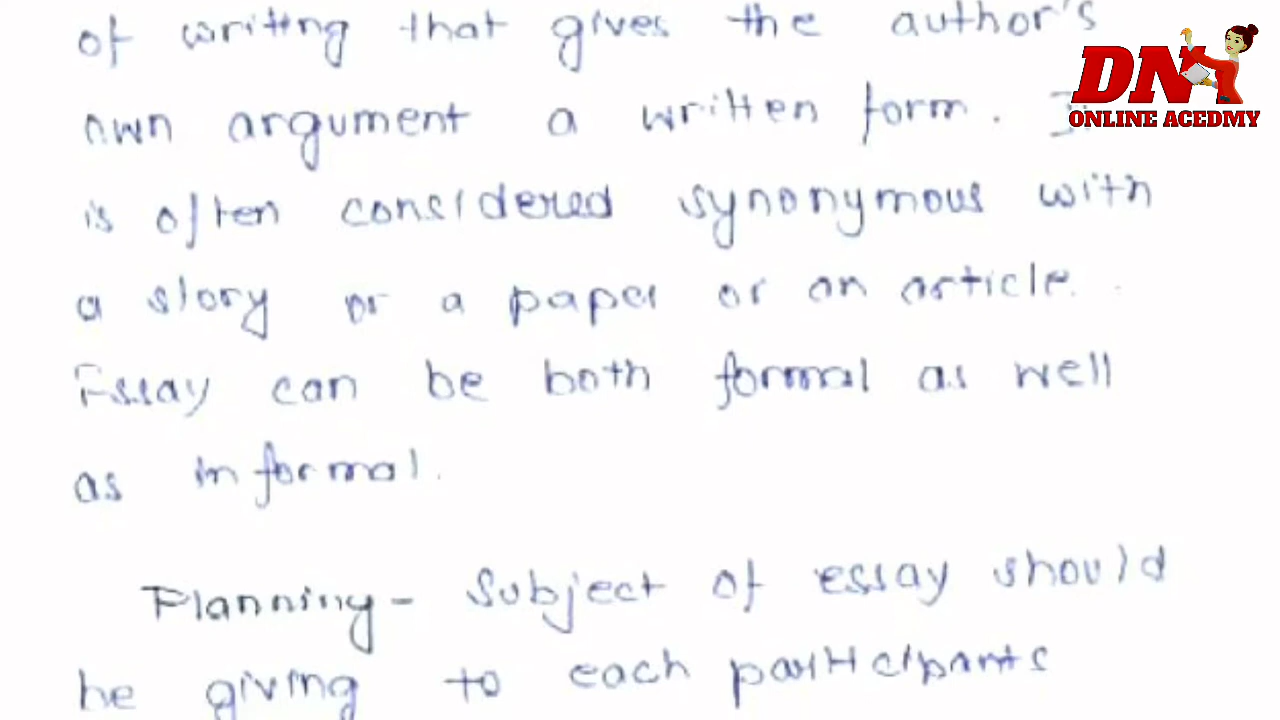 of writing that gives the author's
own argument a written form.
is often considered synonymous with
a story or a paper or an article.
Essay can be both formal as well
as informal.
Planning - Subject of essay should
be giving to each participants
DN
ONLINE ACEDMY